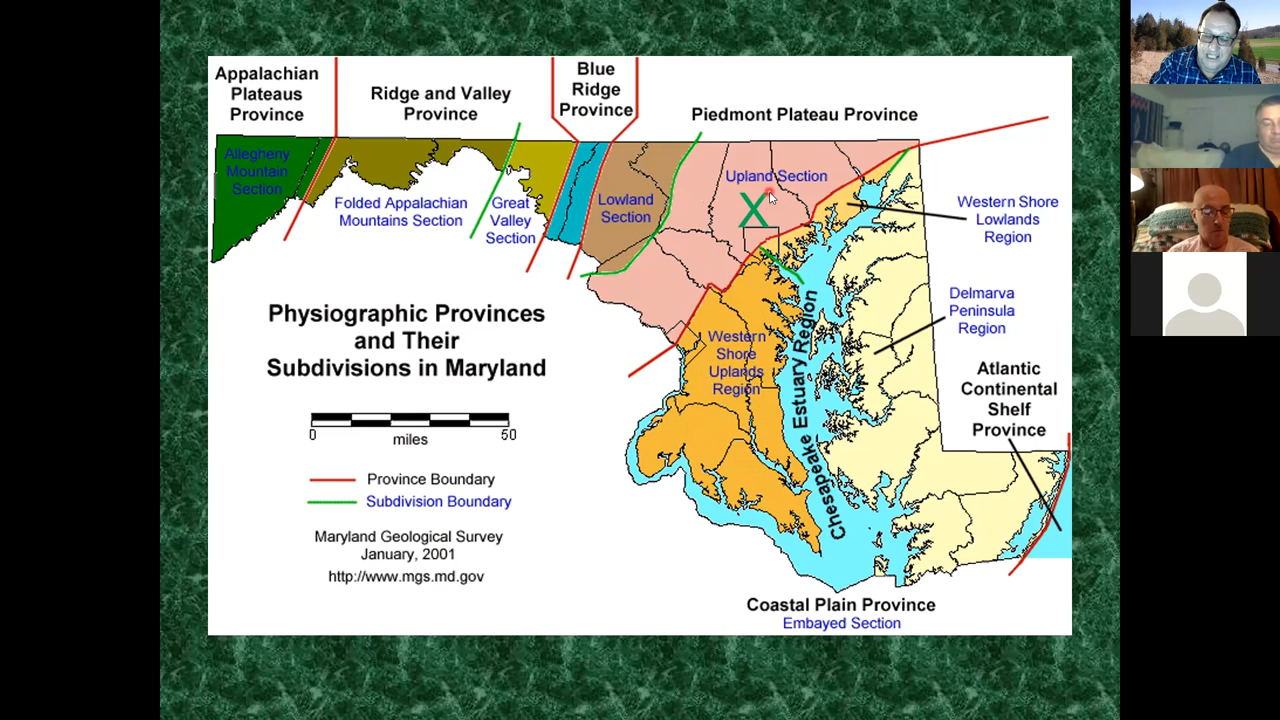 Appalachian
Plateaus
Province
Ridge and Valley
Province
Blue
Ridge
Province
Piedmont Plateau Province
Allegheny
Mountain
Section
Folded Appalachian
Mountains Section
Great
Valley
Section
Lowland
Section
Upland Section
X
Western Shore
Lowlands
Region
Delmarva
Peninsula
Region
Western
Shore
Uplands
Region
Chesapeake Estuary Region
Atlantic
Continental
Shelf
Province
Physiographic Provinces
and Their
Subdivisions in Maryland
0 50
miles
Province Boundary
Subdivision Boundary
Maryland Geological Survey
January, 2001
http://www.mgs.md.gov
Coastal Plain Province
Embayed Section